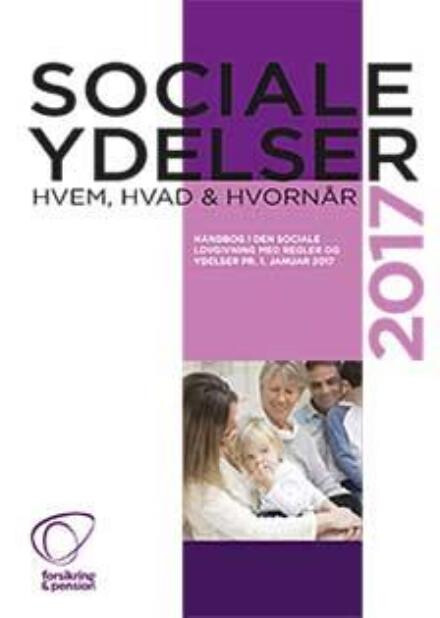 SOCIALE
YDELSER
HVEM, HVAD & HVORNÅR
2017
HÅNDBOG I DEN SOCIALE
LOVGIVNING MED REGLER OG
YDELSER PR. 1. JANUAR 2017
forsikring
& pension